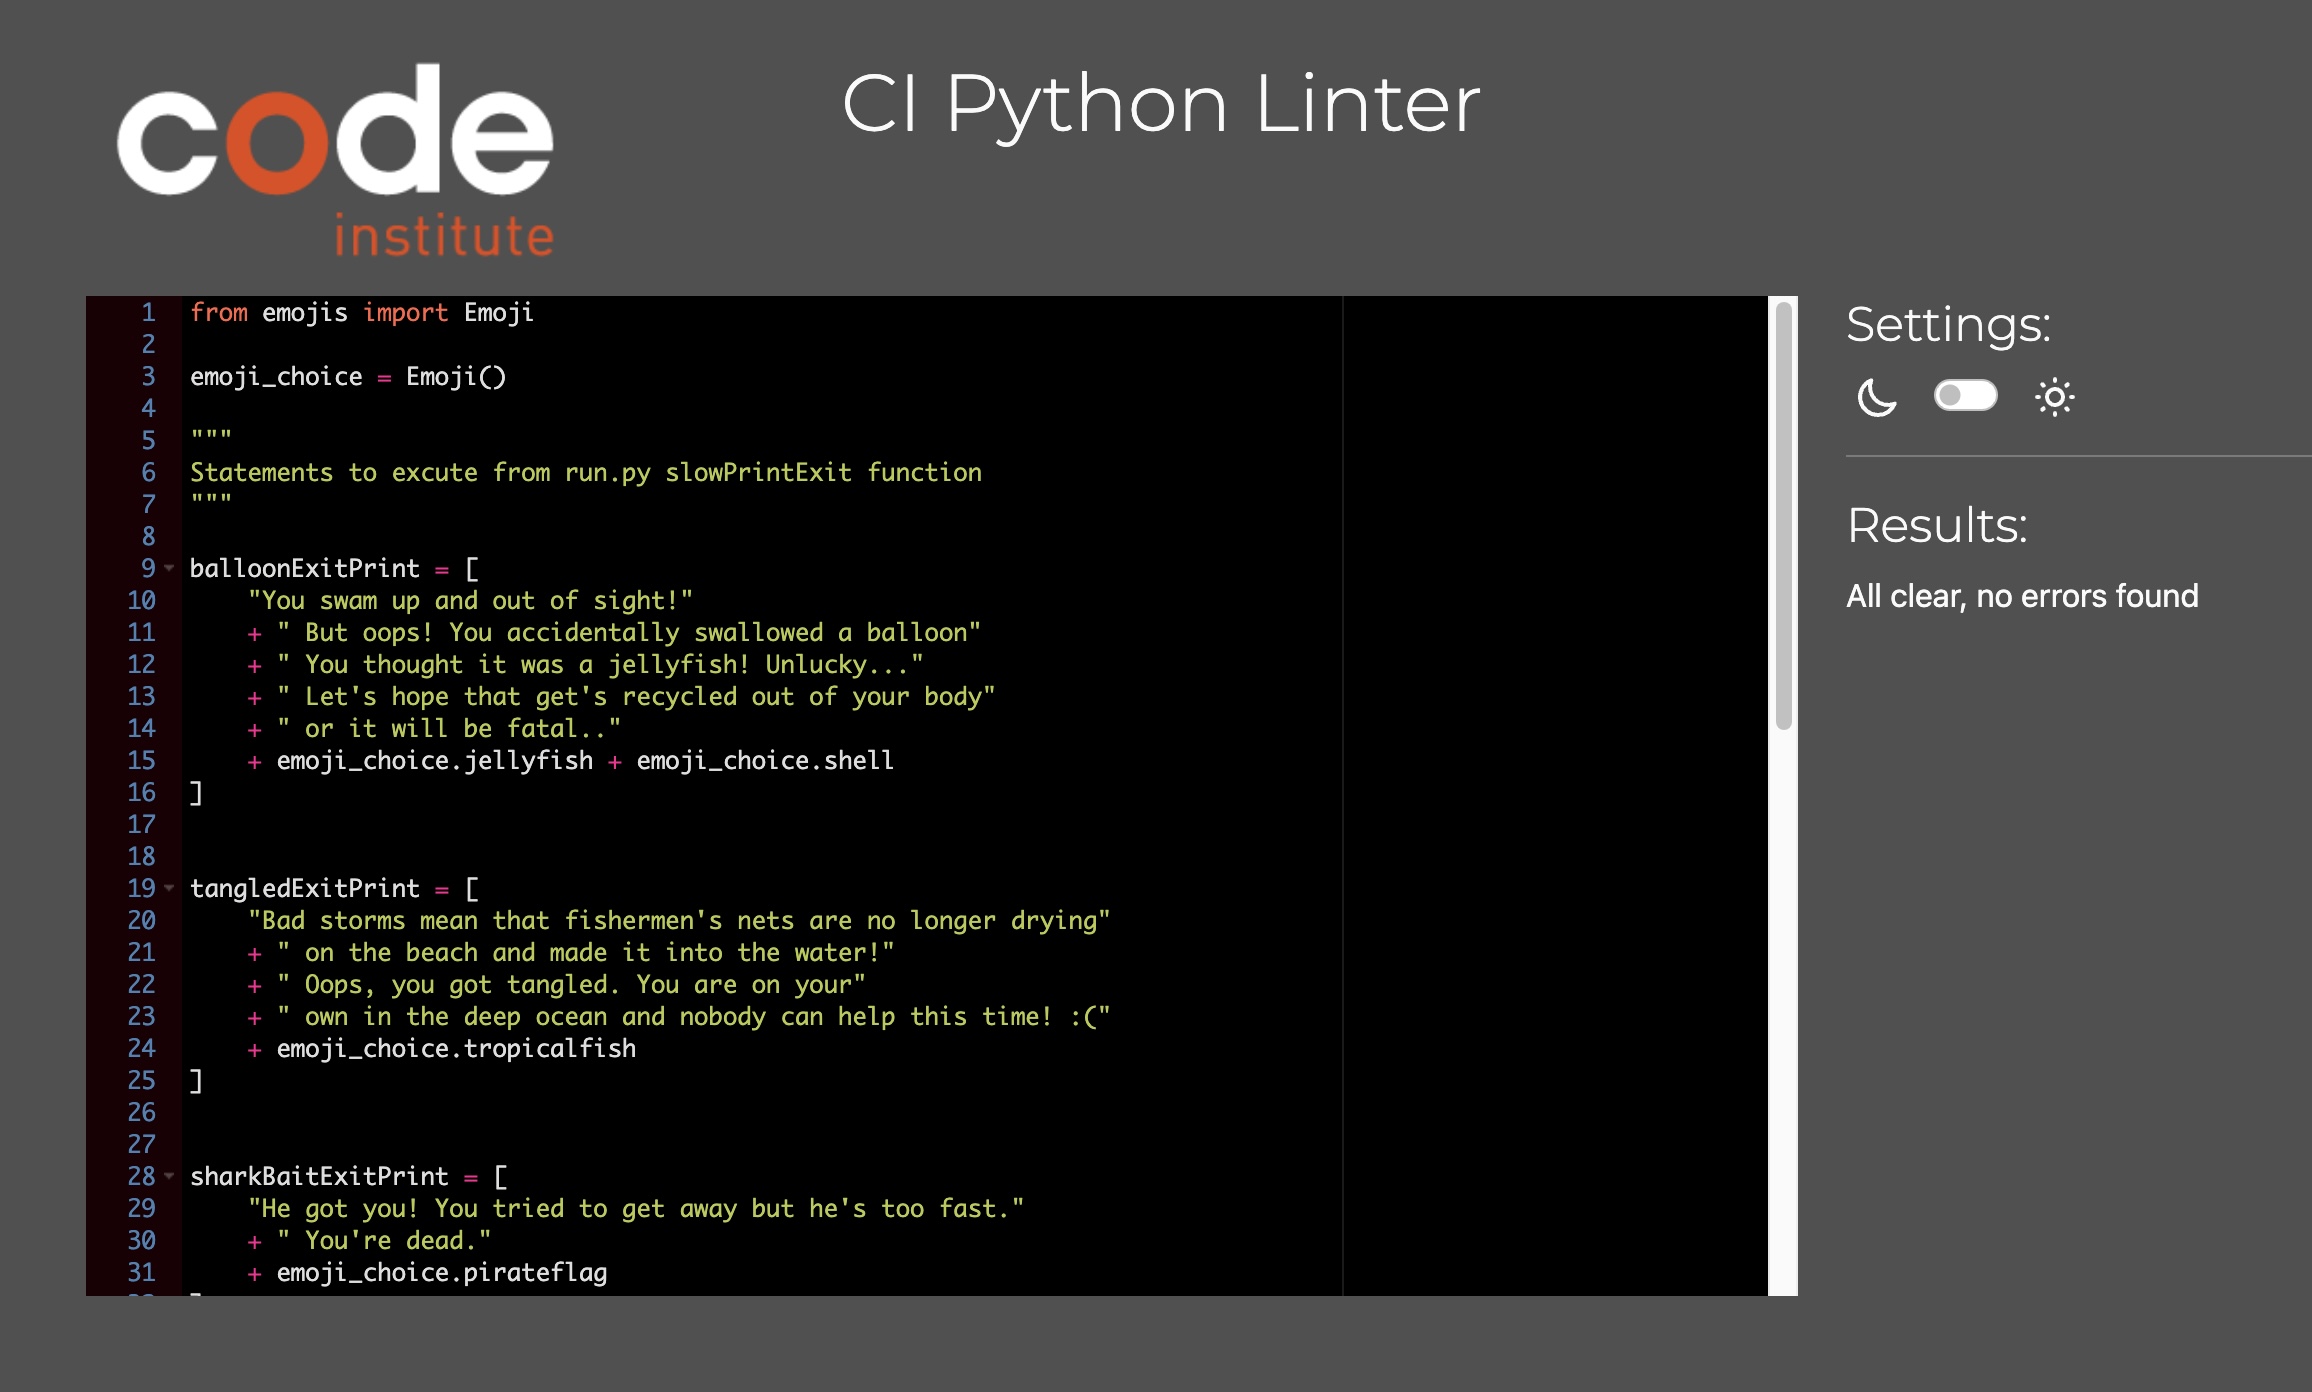 code
institute
CI Python Linter
1 from emojis import Emoji
2
3 emoji_choice = Emoji()
4
5 """
6 Statements to excute from run.py slowPrintExit function
7 """
8
9 balloonExitPrint = [
10     "You swam up and out of sight!"
11     + " But oops! You accidentally swallowed a balloon"
12     + " You thought it was a jellyfish! Unlucky..."
13     + " Let's hope that get's recycled out of your body"
14     + " or it will be fatal.."
15     + emoji_choice.jellyfish + emoji_choice.shell
16 ]
17
18
19 tangledExitPrint = [
20     "Bad storms mean that fishermen's nets are no longer drying"
21     + " on the beach and made it into the water!"
22     + " Oops, you got tangled. You are on your"
23     + " own in the deep ocean and nobody can help this time! :("
24     + emoji_choice.tropicalfish
25 ]
26
27
28 sharkBaitExitPrint = [
29     "He got you! You tried to get away but he's too fast."
30     + " You're dead."
31     + emoji_choice.pirateflag
Settings:
Results:
All clear, no errors found